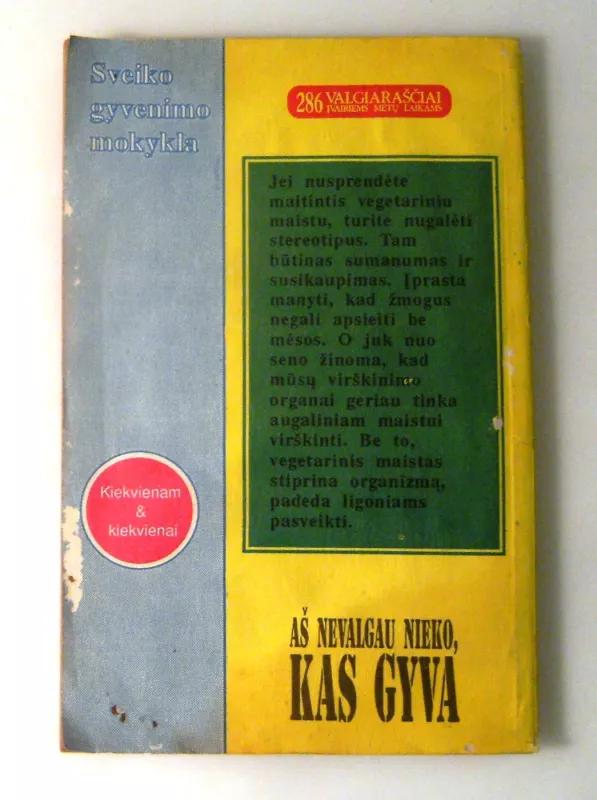 Sveiko
gyvenimo
mokykla
286 VALGIARAŠČIAI
ĮVAIRIEMS METŲ LAIKAMS
Jei nusprendėte
maitintis vegetariniu
maistu, turite nugalėti
stereotipus. Tam
būtinas sumanumas ir
susikaupimas. Įprasta
manyti, kad žmogus
negali apsieiti be
mėsos. O juk nuo
seno žinoma, kad
mūsų virškinimo
organai geriau tinka
augaliniam maistui
virškinti. Be to,
vegetarinis maistas
stiprina organizmą,
padeda ligoniams
pasveikti.
Kiekvienam
&
kiekvienai
AŠ NEVALGAU NIEKO,
KAS GYVA